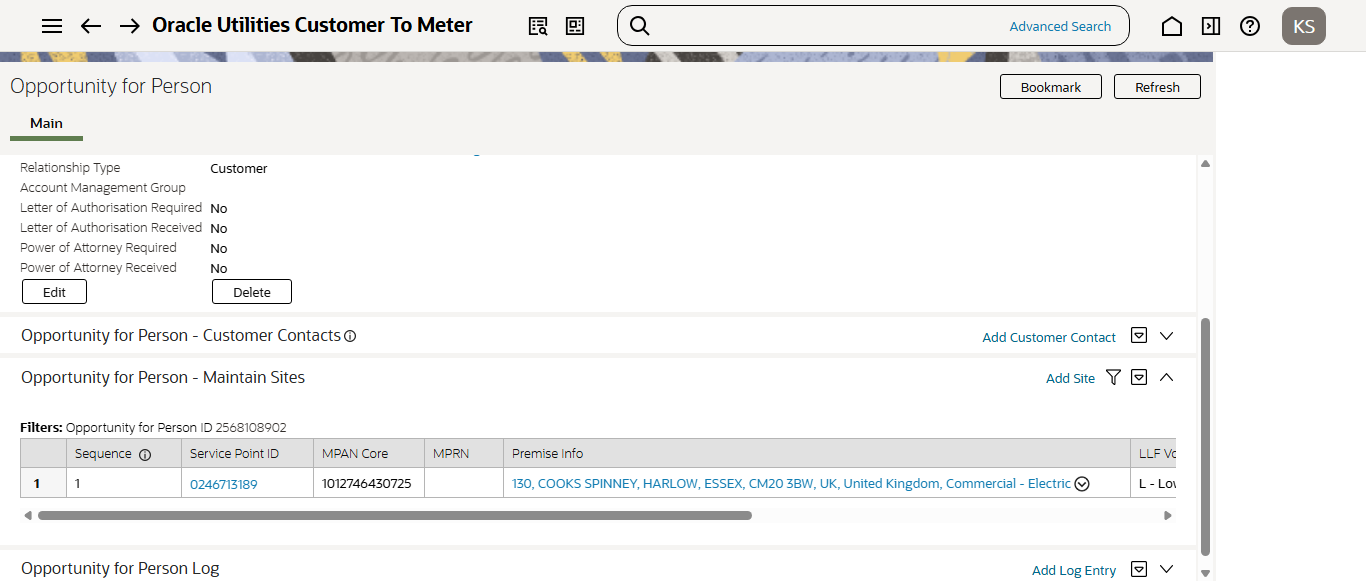 Oracle Utilities Customer To Meter
Advanced Search
KS
Opportunity for Person
Bookmark
Refresh
Main
Relationship Type Customer
Account Management Group
Letter of Authorisation Required No
Letter of Authorisation Received No
Power of Attorney Required No
Power of Attorney Received No
Edit
Delete
Opportunity for Person - Customer Contacts
Add Customer Contact
Opportunity for Person - Maintain Sites
Add Site
Filters: Opportunity for Person ID 2568108902
Sequence Service Point ID MPAN Core MPRN Premise Info LLF Vo
1 1 0246713189 1012746430725 130, COOKS SPINNEY, HARLOW, ESSEX, CM20 3BW, UK, United Kingdom, Commercial - Electric L - Lov
Opportunity for Person Log
Add Log Entry